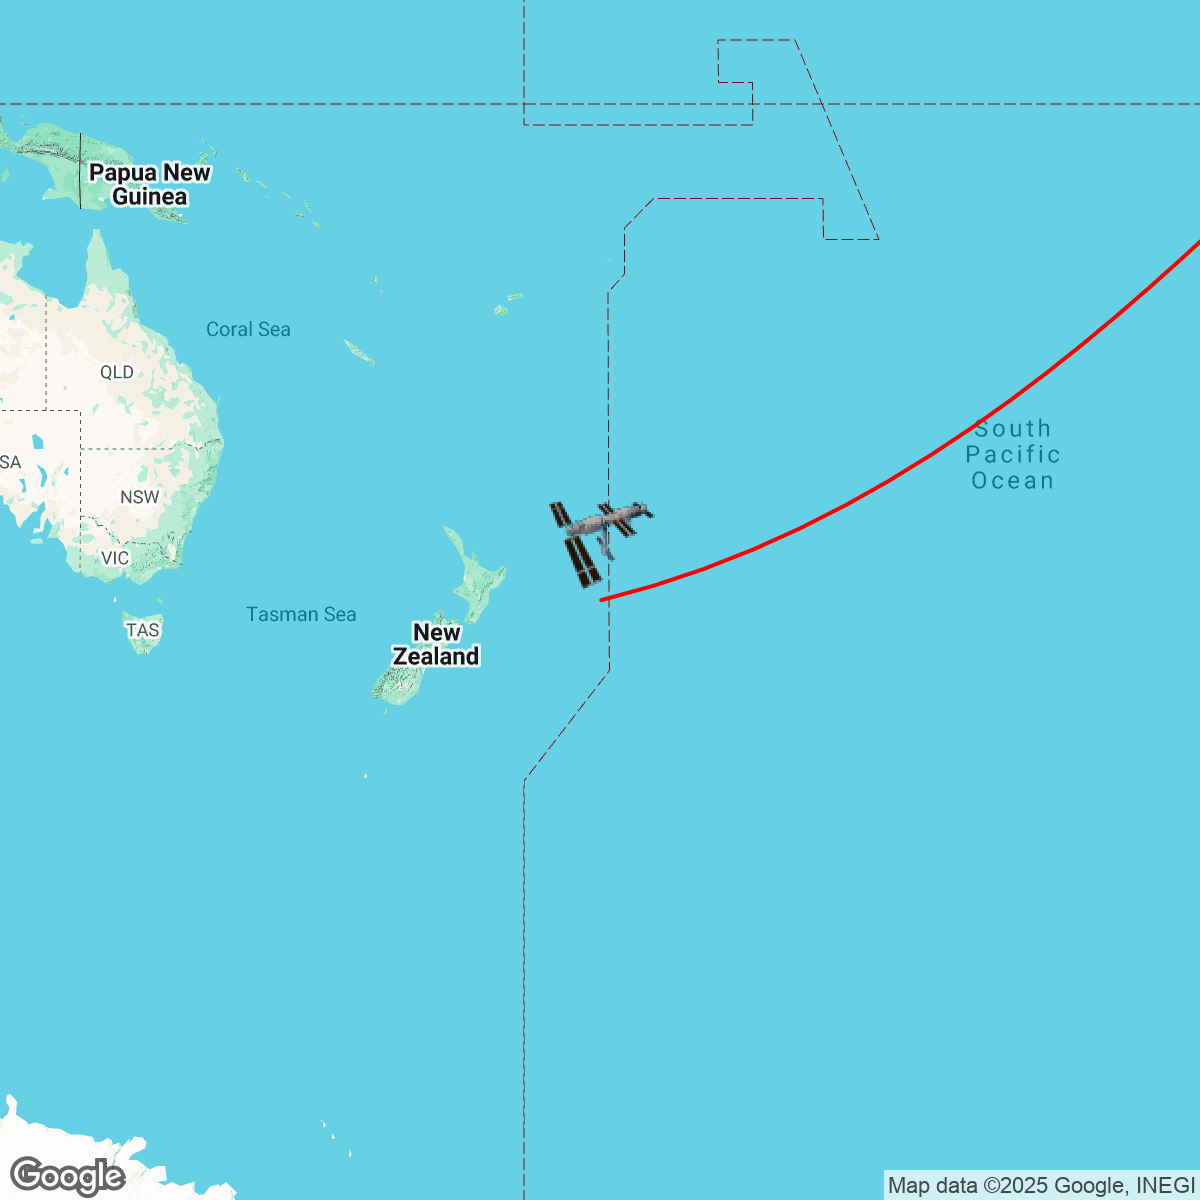 Papua New
Guinea
Coral Sea
QLD
South
Pacific
Ocean
SA
NSW
VIC
Tasman Sea
TAS
New
Zealand
Google
Map data ©2025 Google, INEGI